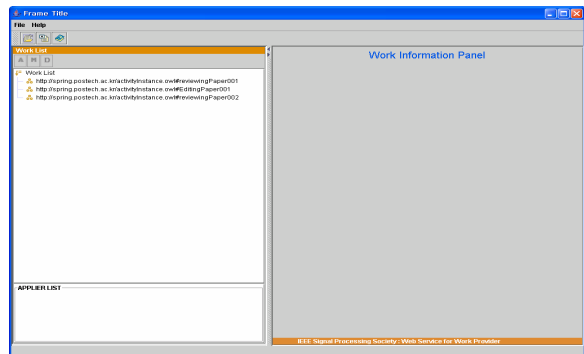 Frame Title
File Help
Work List
A R D
Work List
http://spring.postech.ac.kr/activityInstance.owl#reviewingPaper001
http://spring.postech.ac.kr/activityInstance.owl#EditingPaper001
http://spring.postech.ac.kr/activityInstance.owl#reviewingPaper002
APPLIER LIST
Work Information Panel
IEEE Signal Processing Society : Web Service for Work Provider